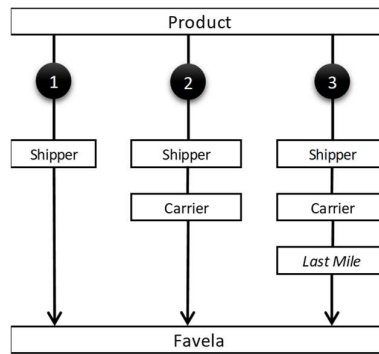 Product
1 2 3
Shipper Shipper Shipper
Carrier Carrier
Last Mile
Favela